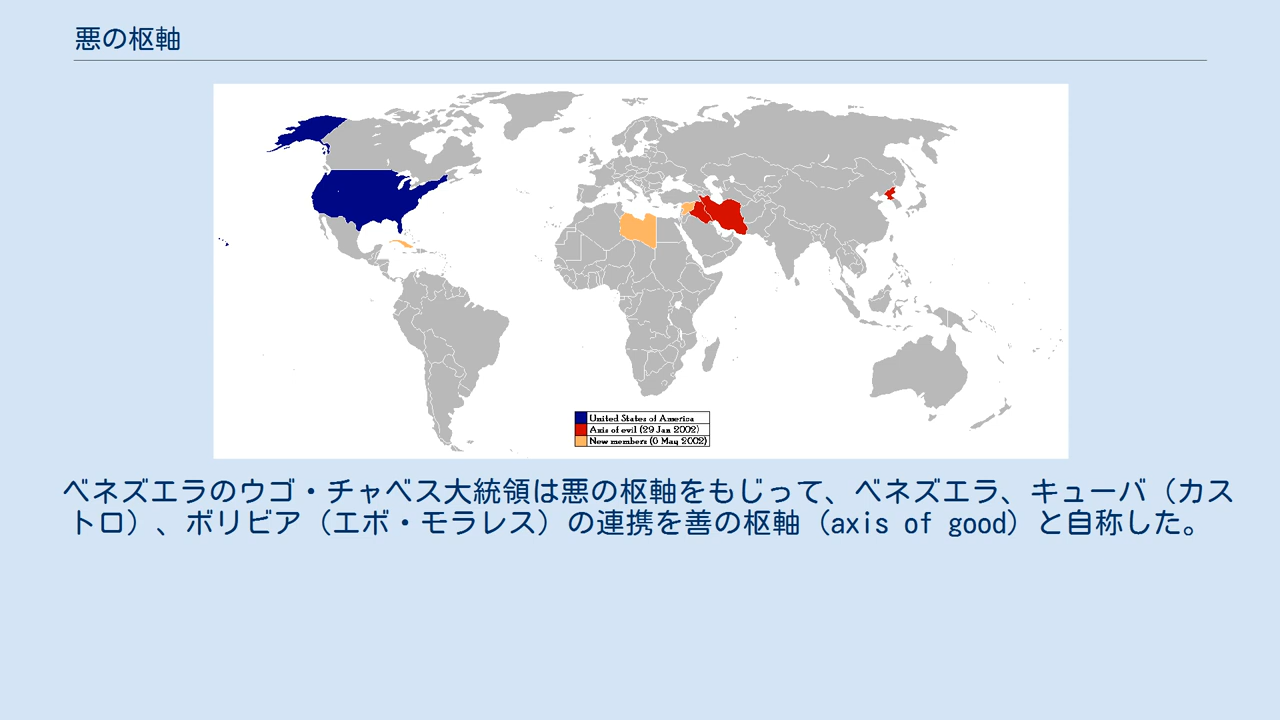 悪の枢軸
United States of America
Axis of evil (29 Jan 2002)
New members (6 May 2002)
ベネズエラのウゴ・チャベス大統領は悪の枢軸をもじって、ベネズエラ、キューバ（カス
トロ）、ボリビア（エボ・モラレス）の連携を善の枢軸（axis of good）と自称した。